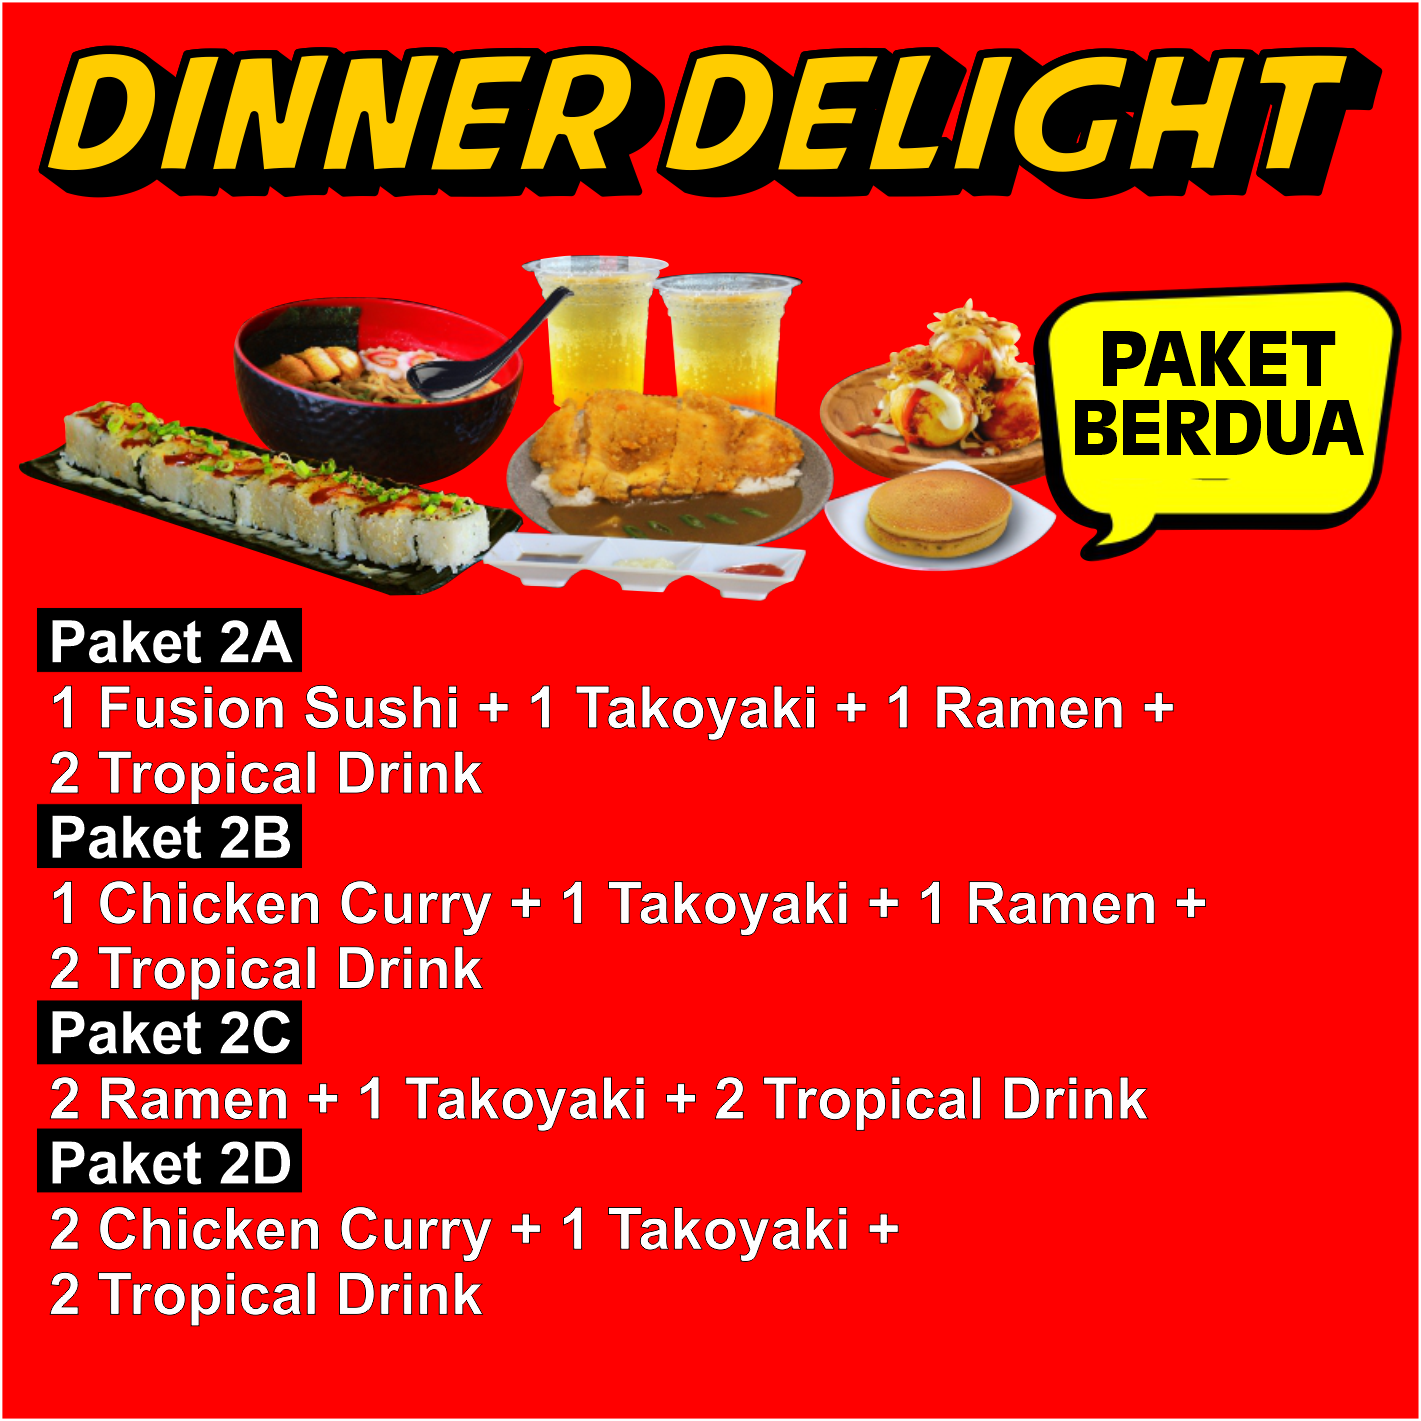 DINNER DELIGHT
PAKET
BERDUA
Paket 2A
1 Fusion Sushi + 1 Takoyaki + 1 Ramen +
2 Tropical Drink
Paket 2B
1 Chicken Curry + 1 Takoyaki + 1 Ramen +
2 Tropical Drink
Paket 2C
2 Ramen + 1 Takoyaki + 2 Tropical Drink
Paket 2D
2 Chicken Curry + 1 Takoyaki +
2 Tropical Drink